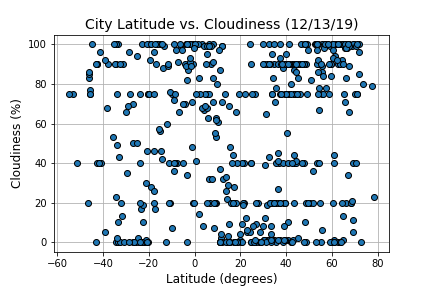 City Latitude vs. Cloudiness (12/13/19)
100
80
60
40
20
0
Cloudiness (%)
−60 −40 −20 0 20 40 60 80
Latitude (degrees)